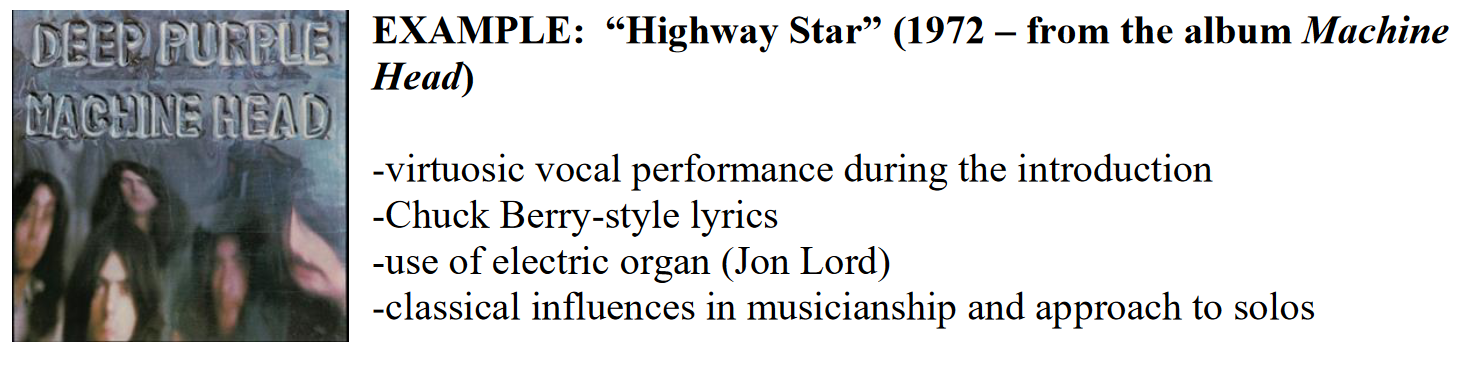 DEEP PURPLE
MACHINE HEAD
EXAMPLE:  “Highway Star” (1972 – from the album Machine
Head)
-virtuosic vocal performance during the introduction
-Chuck Berry-style lyrics
-use of electric organ (Jon Lord)
-classical influences in musicianship and approach to solos